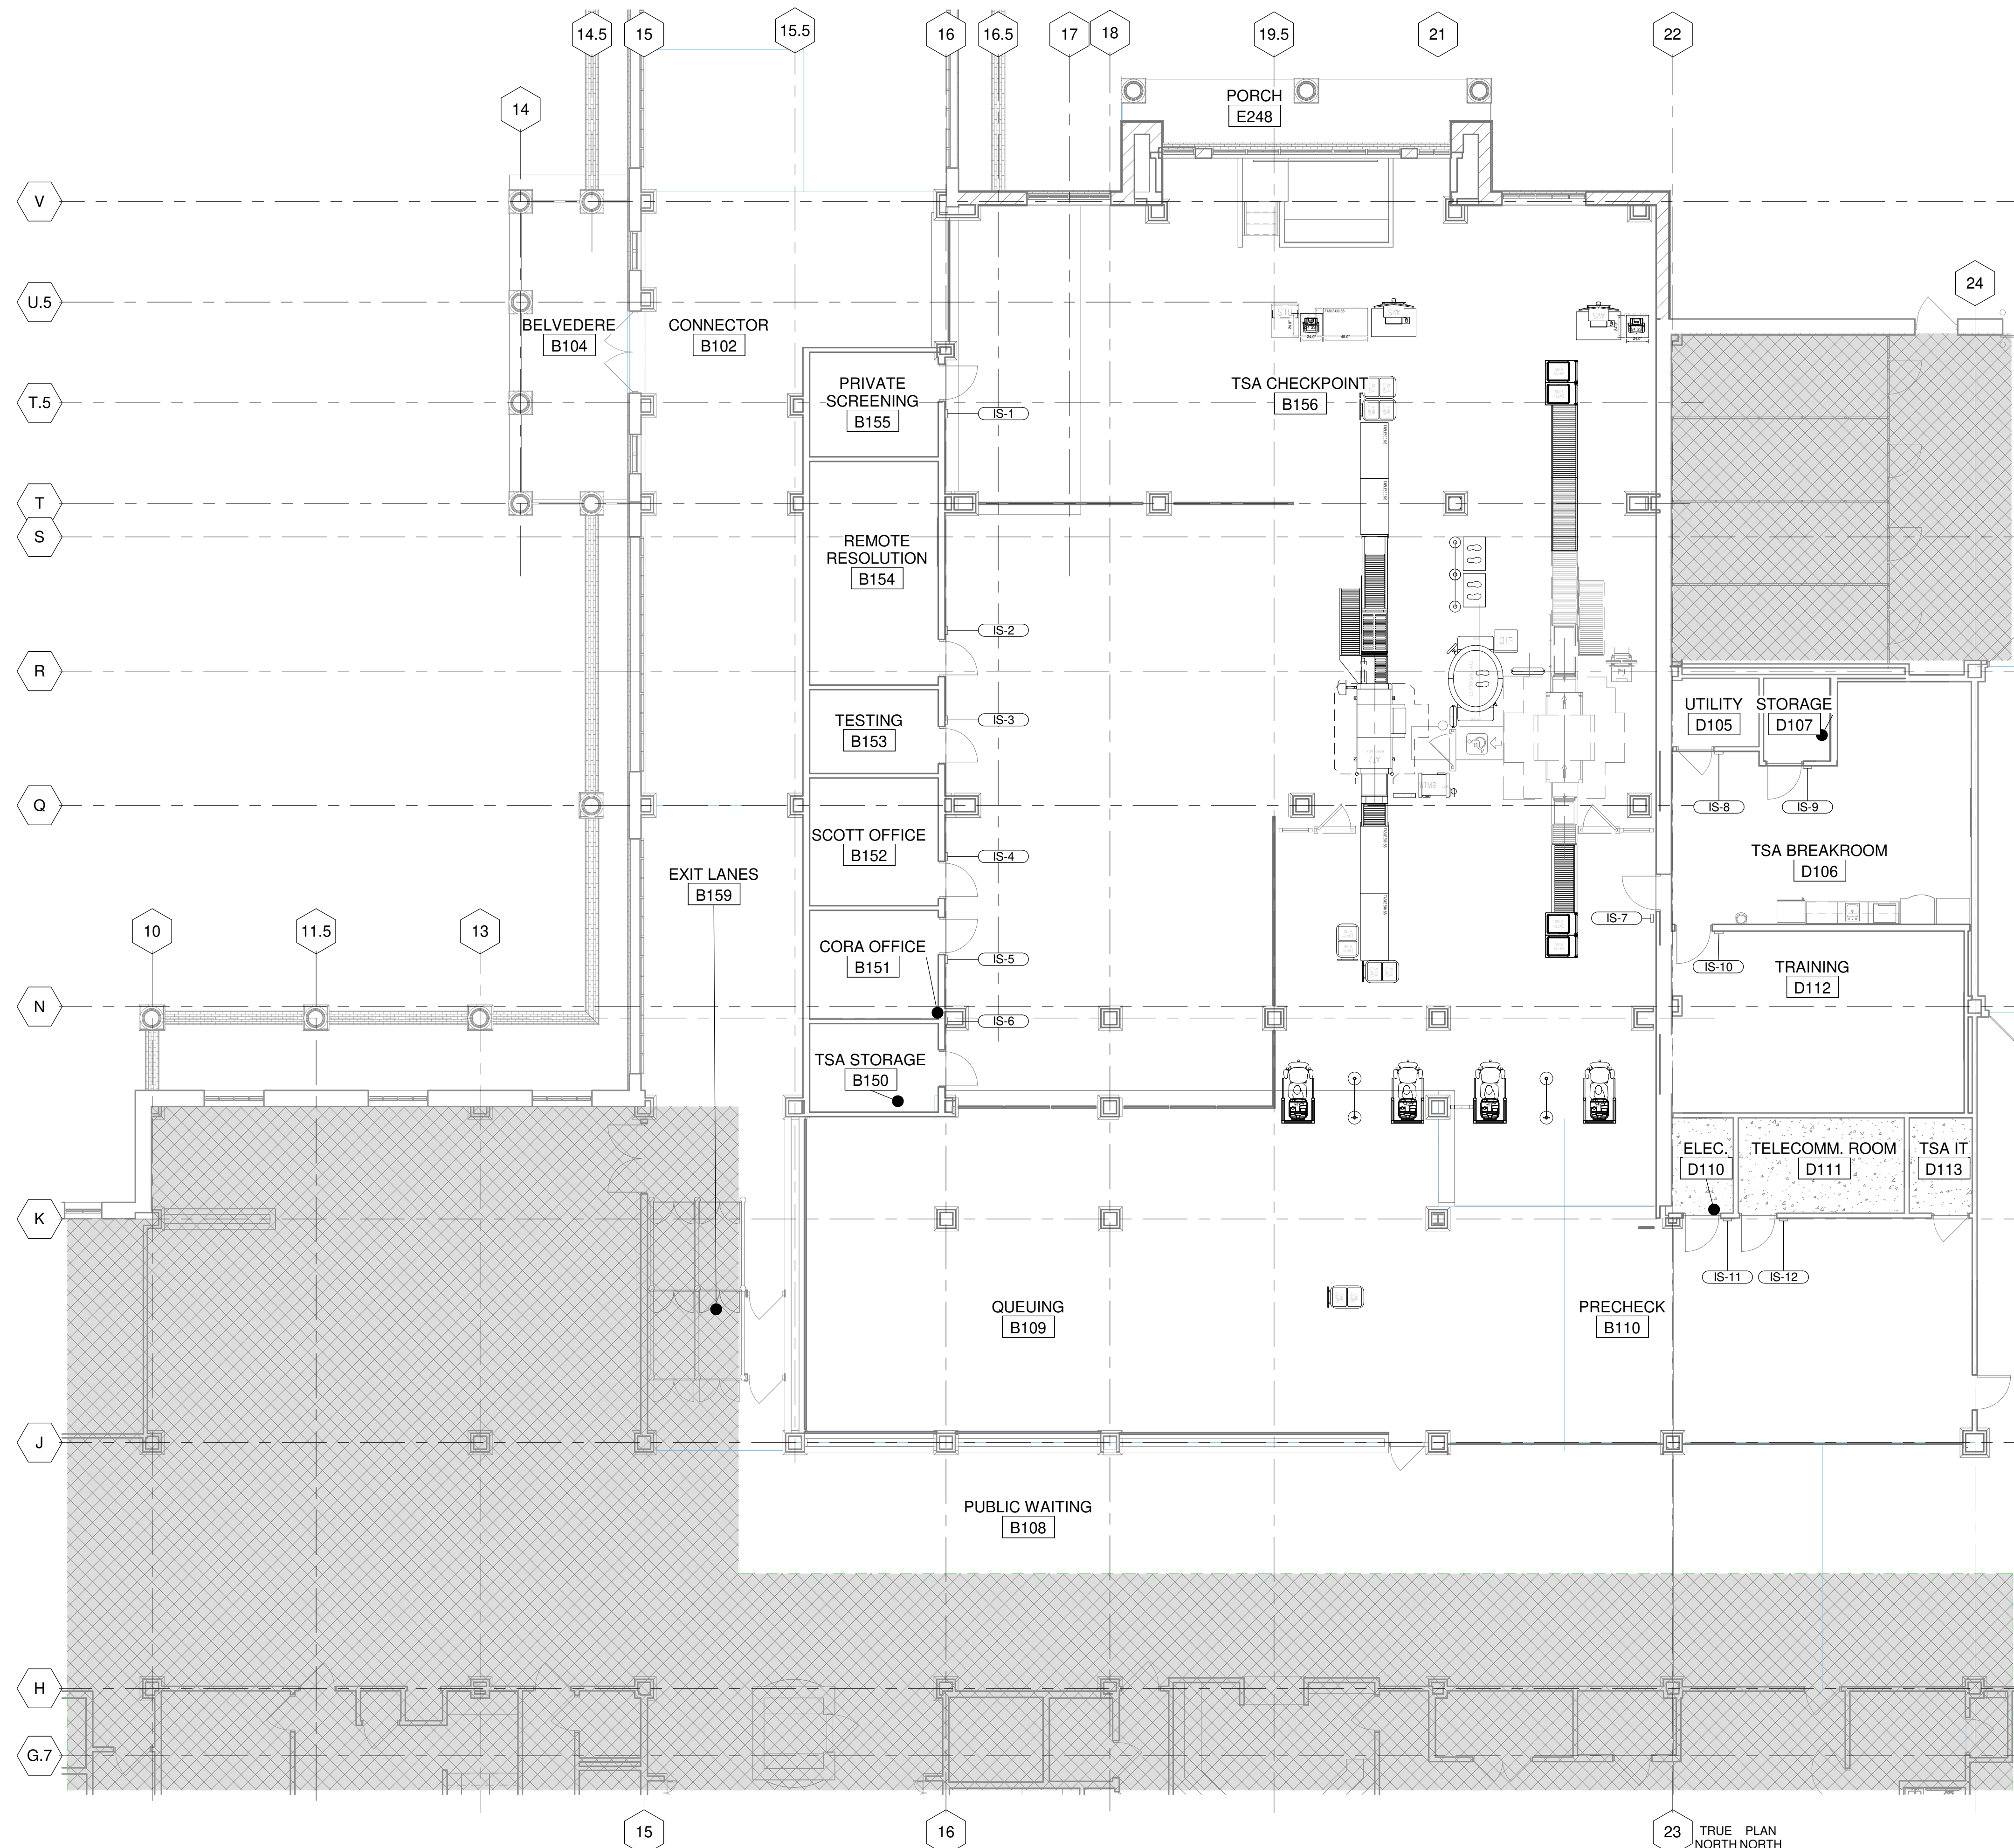 14.5
15
15.5
16
16.5
17
18
19.5
21
22
14
PORCH
E248
V
U.5
24
BELVEDERE
B104
CONNECTOR
B102
T.5
PRIVATE
SCREENING
B155
IS-1
TSA CHECKPOINT
B156
T
S
REMOTE
RESOLUTION
B154
IS-2
R
TESTING
B153
IS-3
ETD
UTILITY
D105
STORAGE
D107
Q
IS-8
IS-9
SCOTT OFFICE
B152
IS-4
TSA BREAKROOM
D106
EXIT LANES
B159
10
11.5
13
IS-7
CORA OFFICE
B151
IS-5
IS-10
TRAINING
D112
N
IS-6
TSA STORAGE
B150
ELEC.
D110
TELECOMM. ROOM
D111
TSA IT
D113
K
IS-11
IS-12
QUEUING
B109
PRECHECK
B110
J
PUBLIC WAITING
B108
H
G.7
15
16
23
TRUE
NORTH
PLAN
NORTH